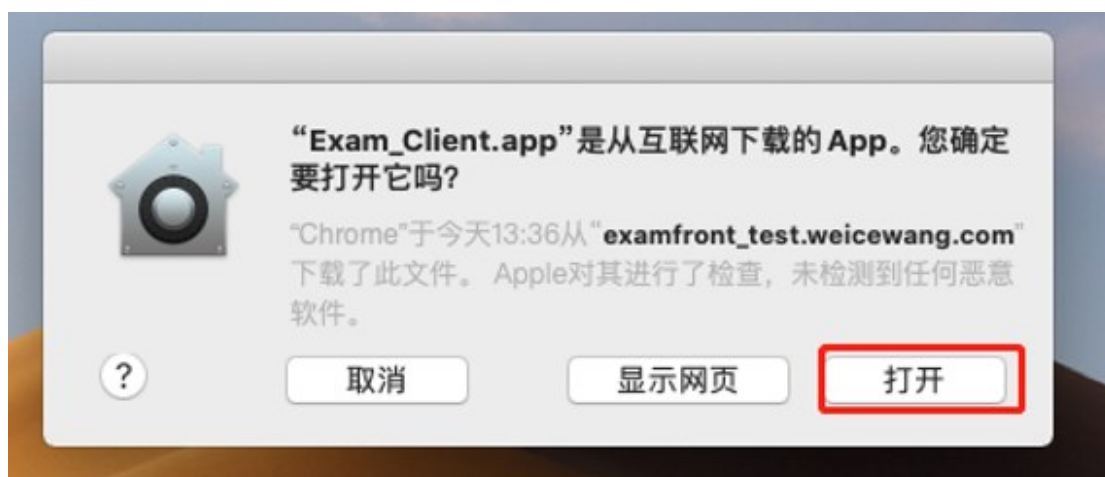 “Exam_Client.app”是从互联网下载的 App。您确定
要打开它吗?
“Chrome”于今天13:36从“examfront_test.weicewang.com”
下载了此文件。 Apple对其进行了检查，未检测到任何恶意
软件。
?
取消
显示网页
打开